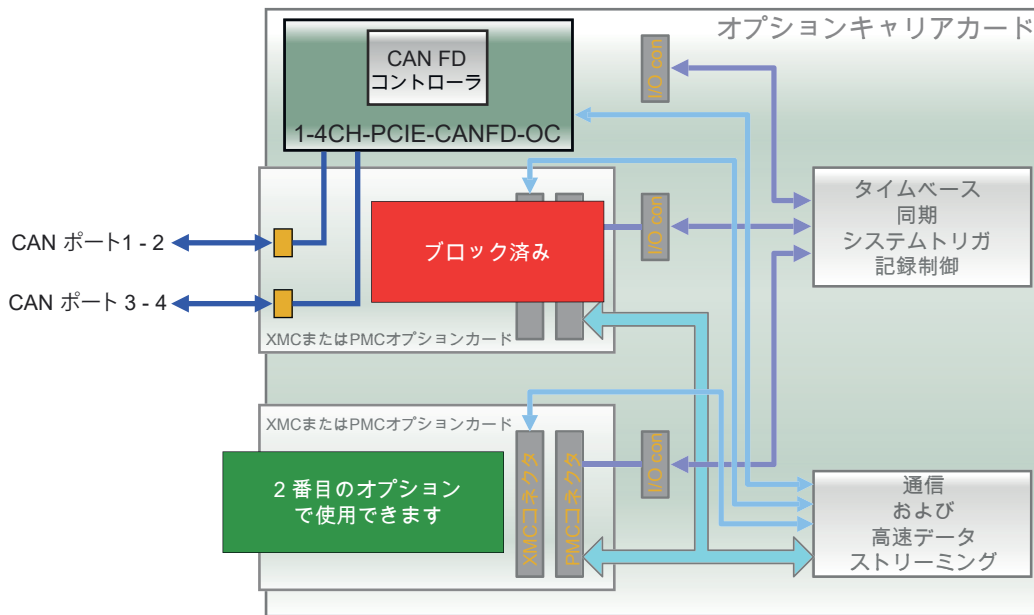 オプションキャリアカード
CAN FD
コントローラ
1-4CH-PCIE-CANFD-OC
I/O con
CAN ポート1 - 2
CAN ポート 3 - 4
ブロック済み
I/O con
XMCまたはPMCオプションカード
タイムベース
同期
システムトリガ
記録制御
XMCまたはPMCオプションカード
2 番目のオプション
で使用できます
XMCコネクタ
PMCコネクタ
I/O con
通信
および
高速データ
ストリーミング